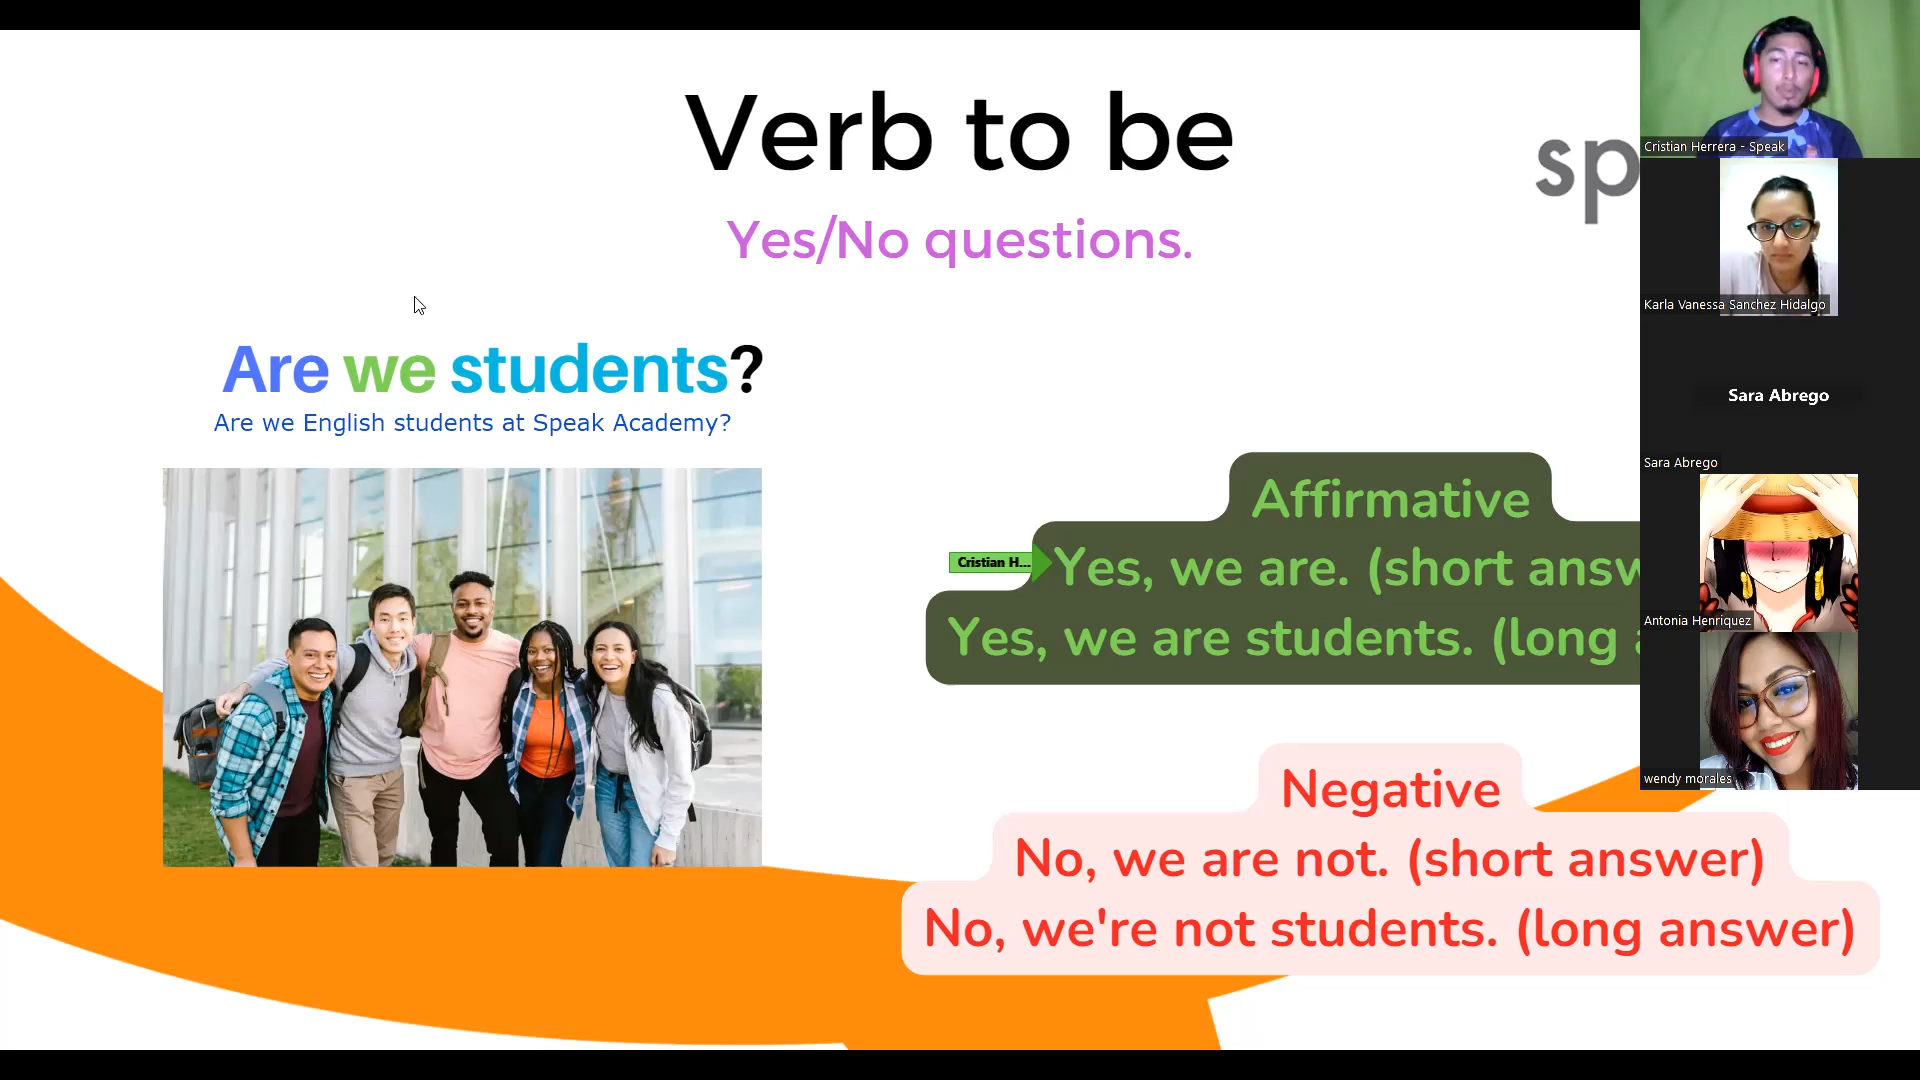 Verb to be
Yes/No questions.
sp
Are we students?
Are we English students at Speak Academy?
Affirmative
Cristian H...
Yes, we are. (short answ
Yes, we are students. (long
Negative
No, we are not. (short answer)
No, we're not students. (long answer)
Cristian Herrera - Speak
Karla Vanessa Sanchez Hidalgo
Sara Abrego
Sara Abrego
Antonia Henriquez
wendy morales